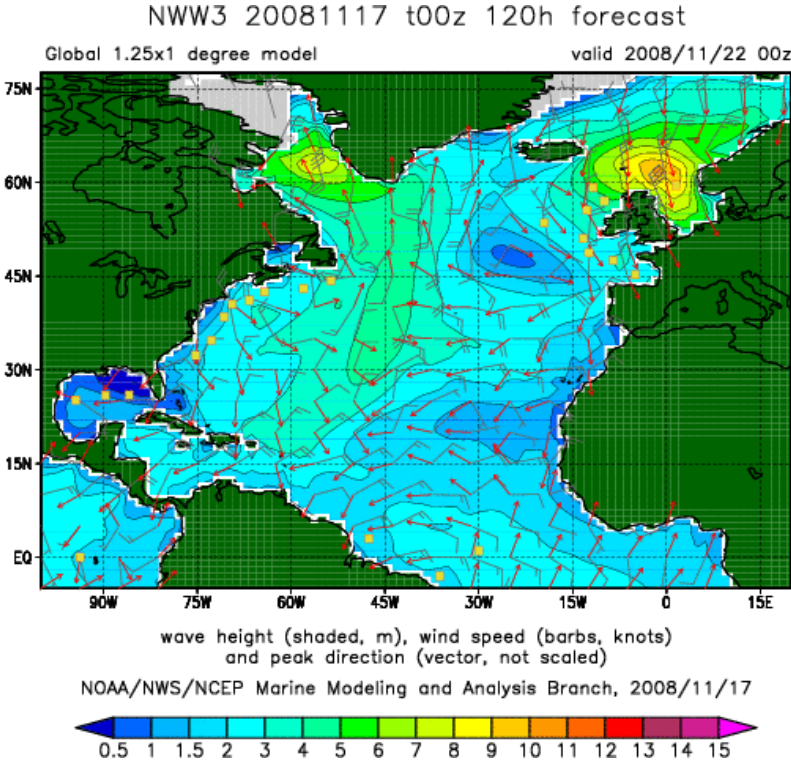 NWW3 20081117 t00z 120h forecast
Global 1.25x1 degree model
valid 2008/11/22 00z
75N
60N
45N
30N
15N
EQ
90W 75W 60W 45W 30W 15W 0 15E
wave height (shaded, m), wind speed (barbs, knots)
and peak direction (vector, not scaled)
NOAA/NWS/NCEP Marine Modeling and Analysis Branch, 2008/11/17
0.5 1 1.5 2 3 4 5 6 7 8 9 10 11 12 13 14 15